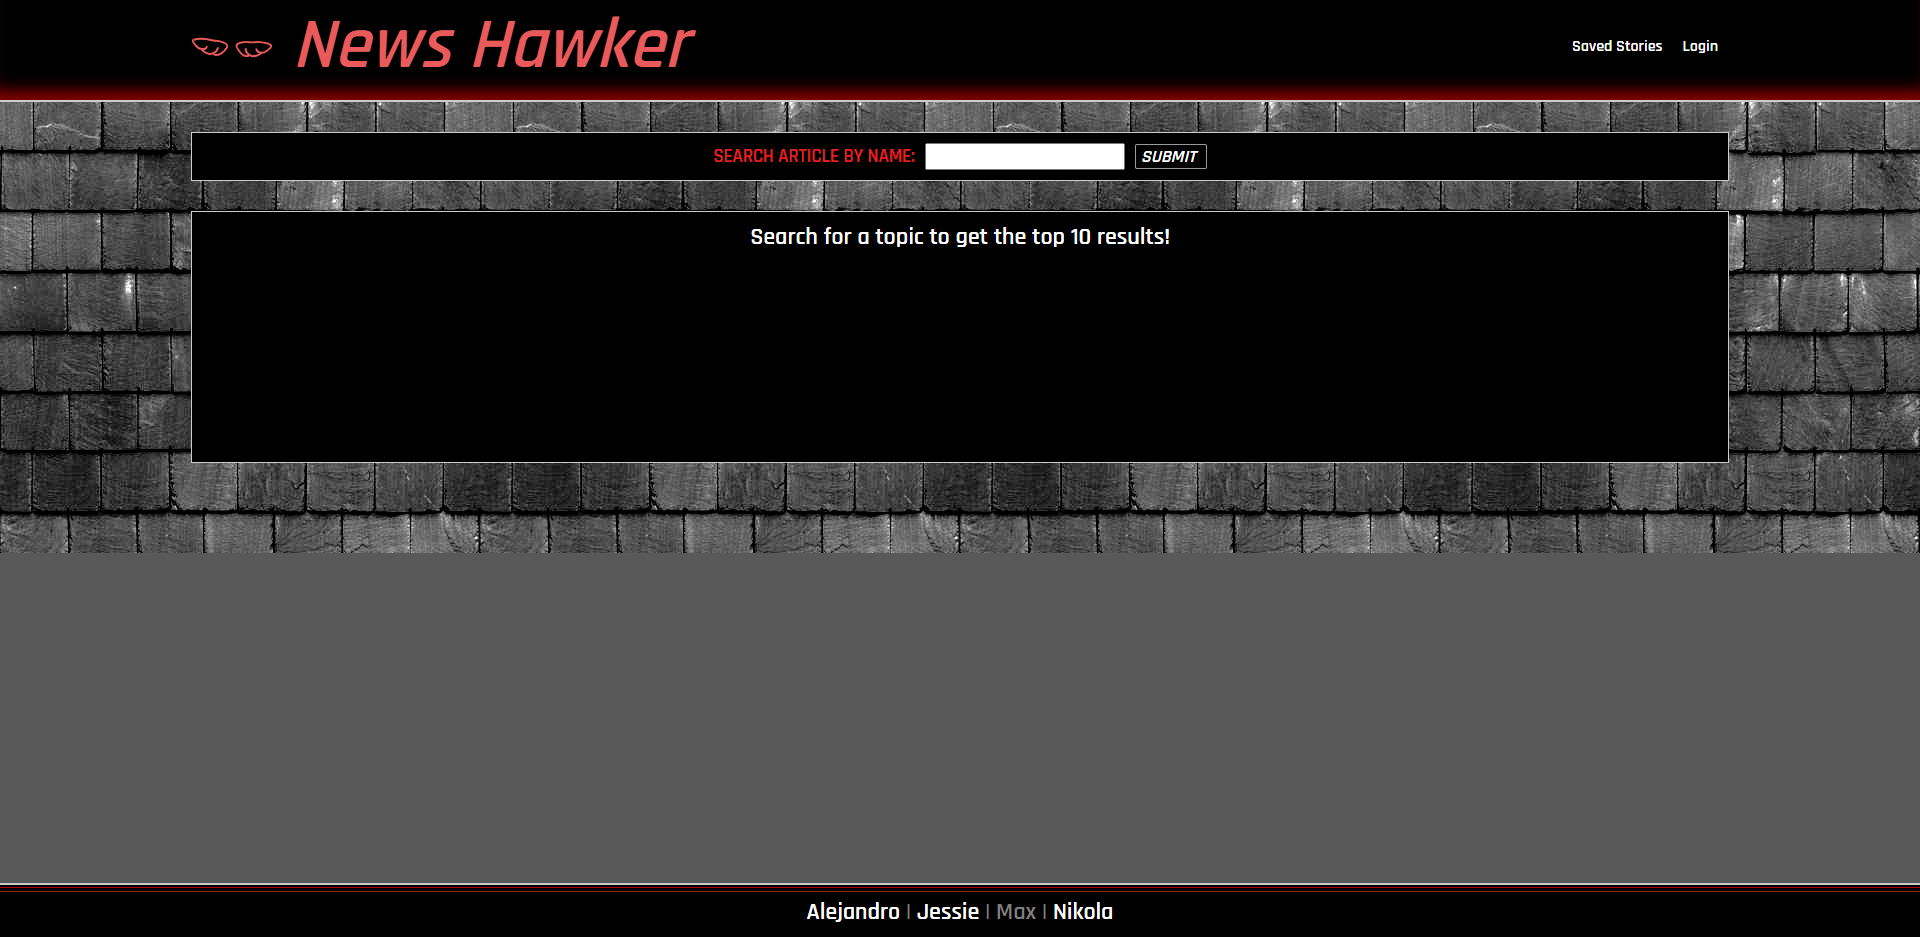 News Hawker
Saved Stories Login
SEARCH ARTICLE BY NAME: SUBMIT
Search for a topic to get the top 10 results!
Alejandro | Jessie | Max | Nikola